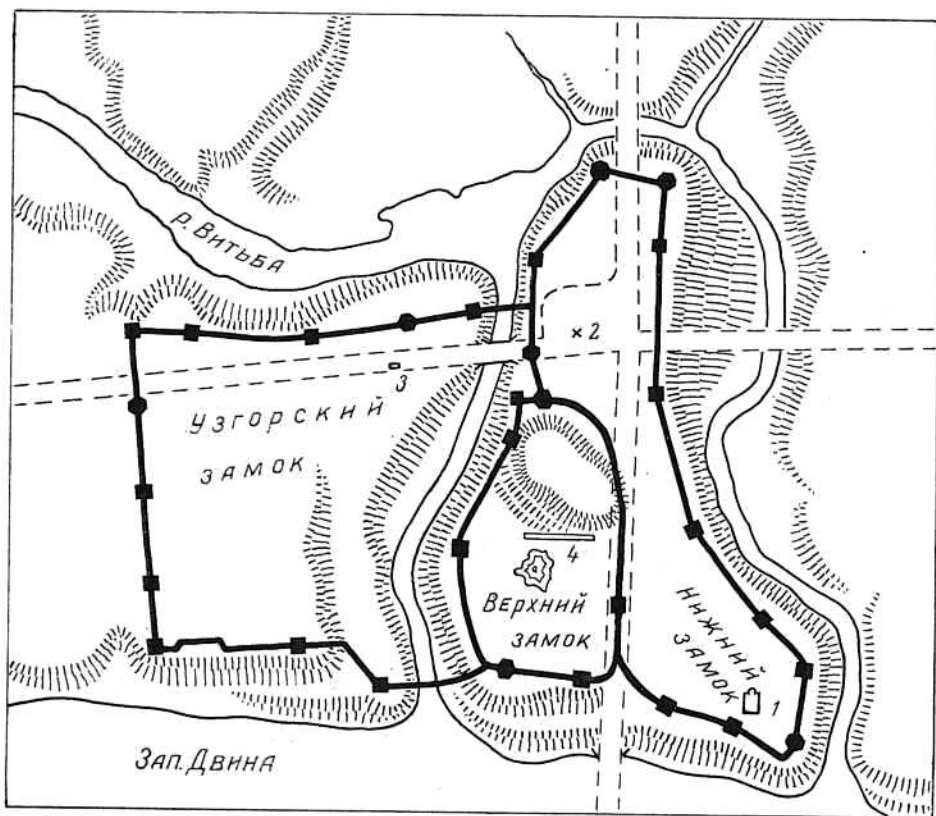 р. Витьба
× 2
3
Узгорский
замок
4
Верхний
замок
Нижний
замок
1
Зап. Двина